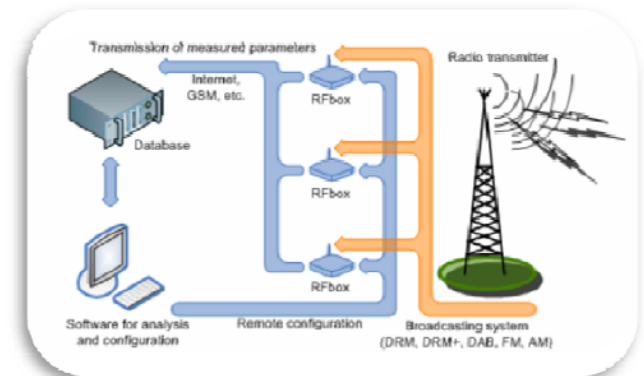 Transmission of measured parameters
Radio transmitter
Internet,
GSM, etc.
RFbox
Database
RFbox
RFbox
Software for analysis
and configuration
Remote configuration
Broadcasting system
(DRM, DRM+, DAB, FM, AM)